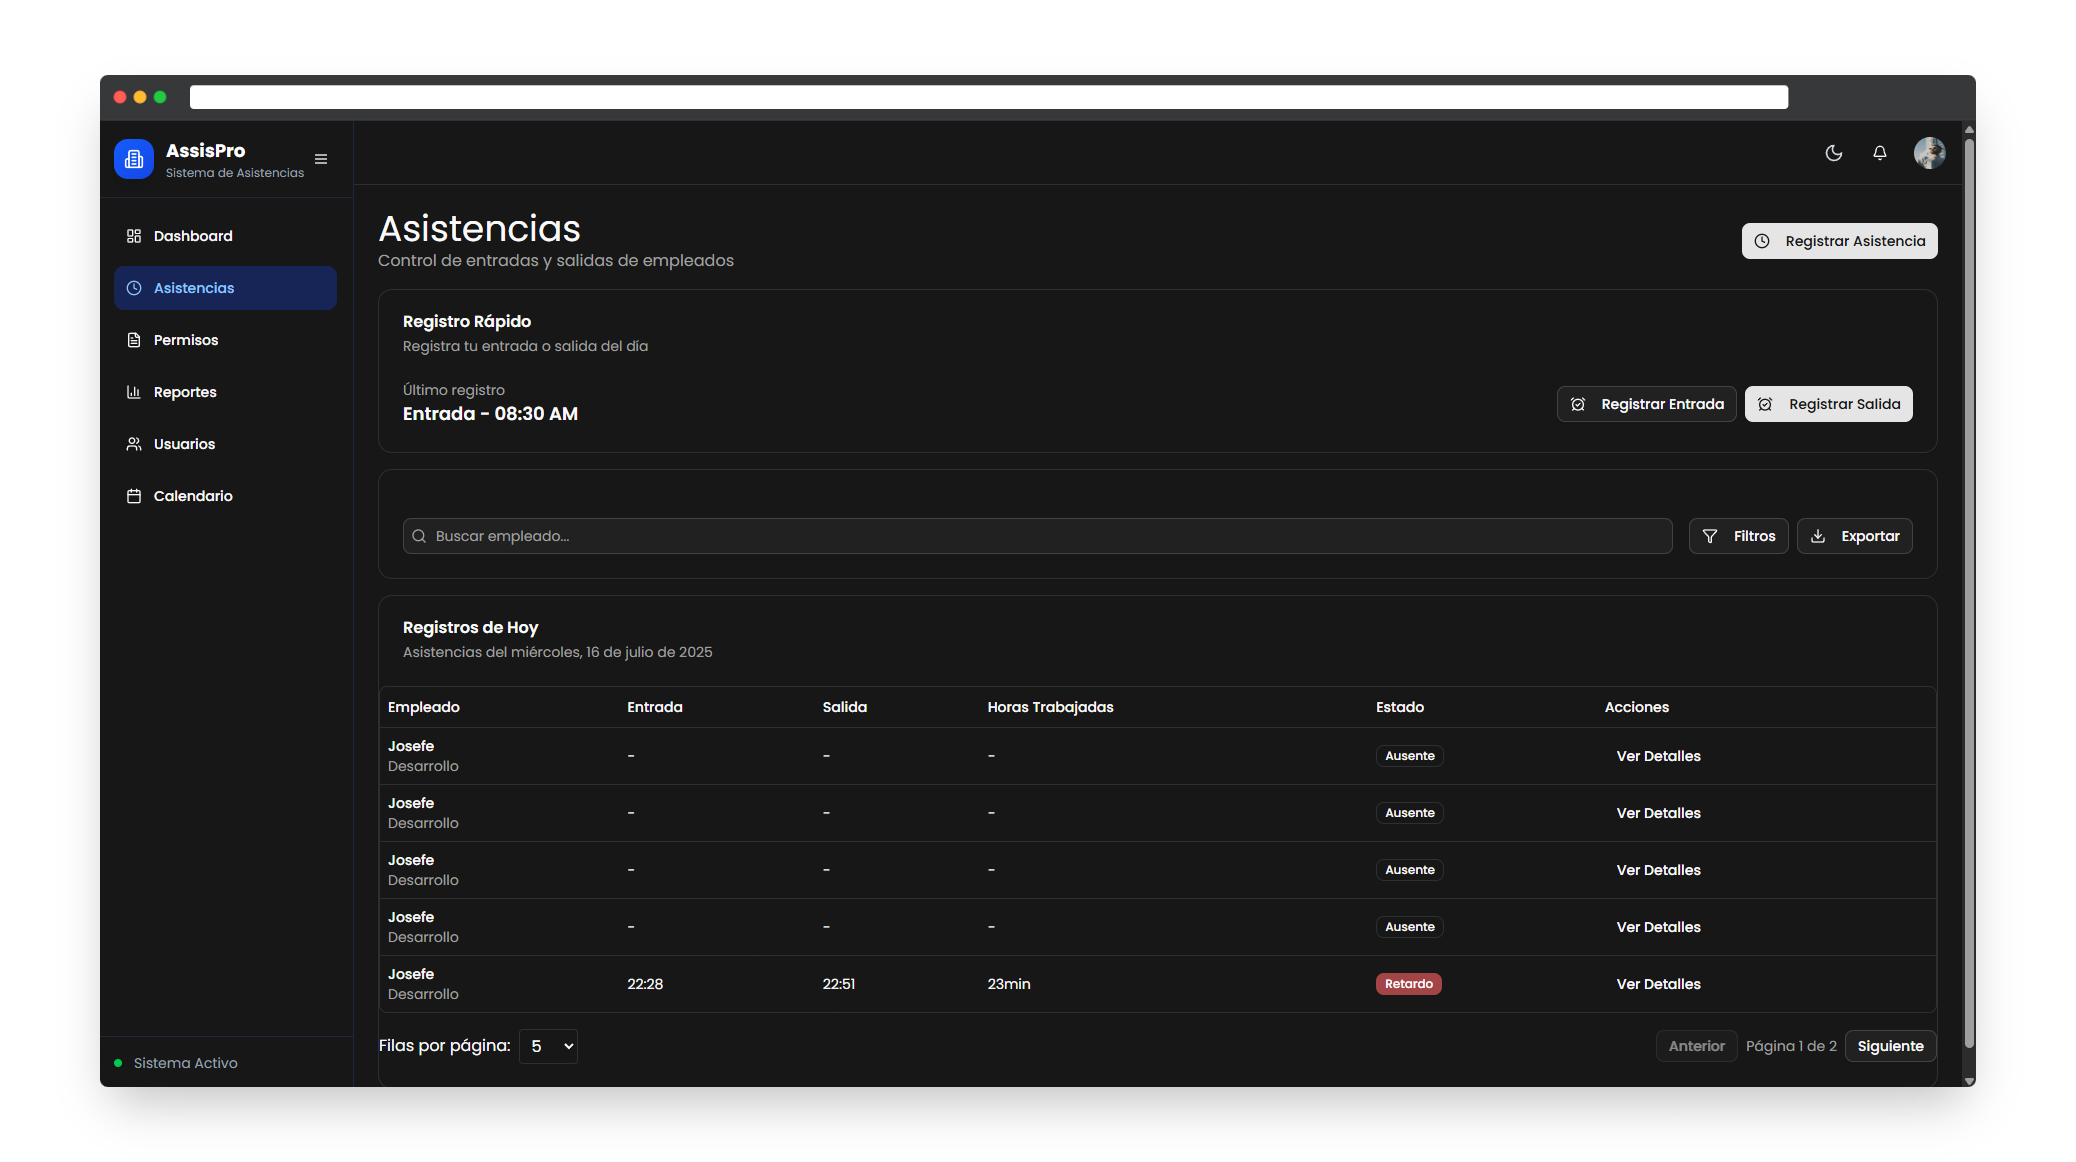 AssisPro
Sistema de Asistencias
Dashboard
Asistencias
Permisos
Reportes
Usuarios
Calendario
Sistema Activo
Asistencias
Control de entradas y salidas de empleados
Registrar Asistencia
Registro Rápido
Registra tu entrada o salida del día
Último registro
Entrada - 08:30 AM
Registrar Entrada
Registrar Salida
Buscar empleado...
Filtros
Exportar
Registros de Hoy
Asistencias del miércoles, 16 de julio de 2025
Empleado Entrada Salida Horas Trabajadas Estado Acciones
Josefe
Desarrollo
- - - Ausente Ver Detalles
Josefe
Desarrollo
- - - Ausente Ver Detalles
Josefe
Desarrollo
- - - Ausente Ver Detalles
Josefe
Desarrollo
- - - Ausente Ver Detalles
Josefe
Desarrollo
22:28 22:51 23min Retardo Ver Detalles
Filas por página: 5
Anterior Página 1 de 2 Siguiente